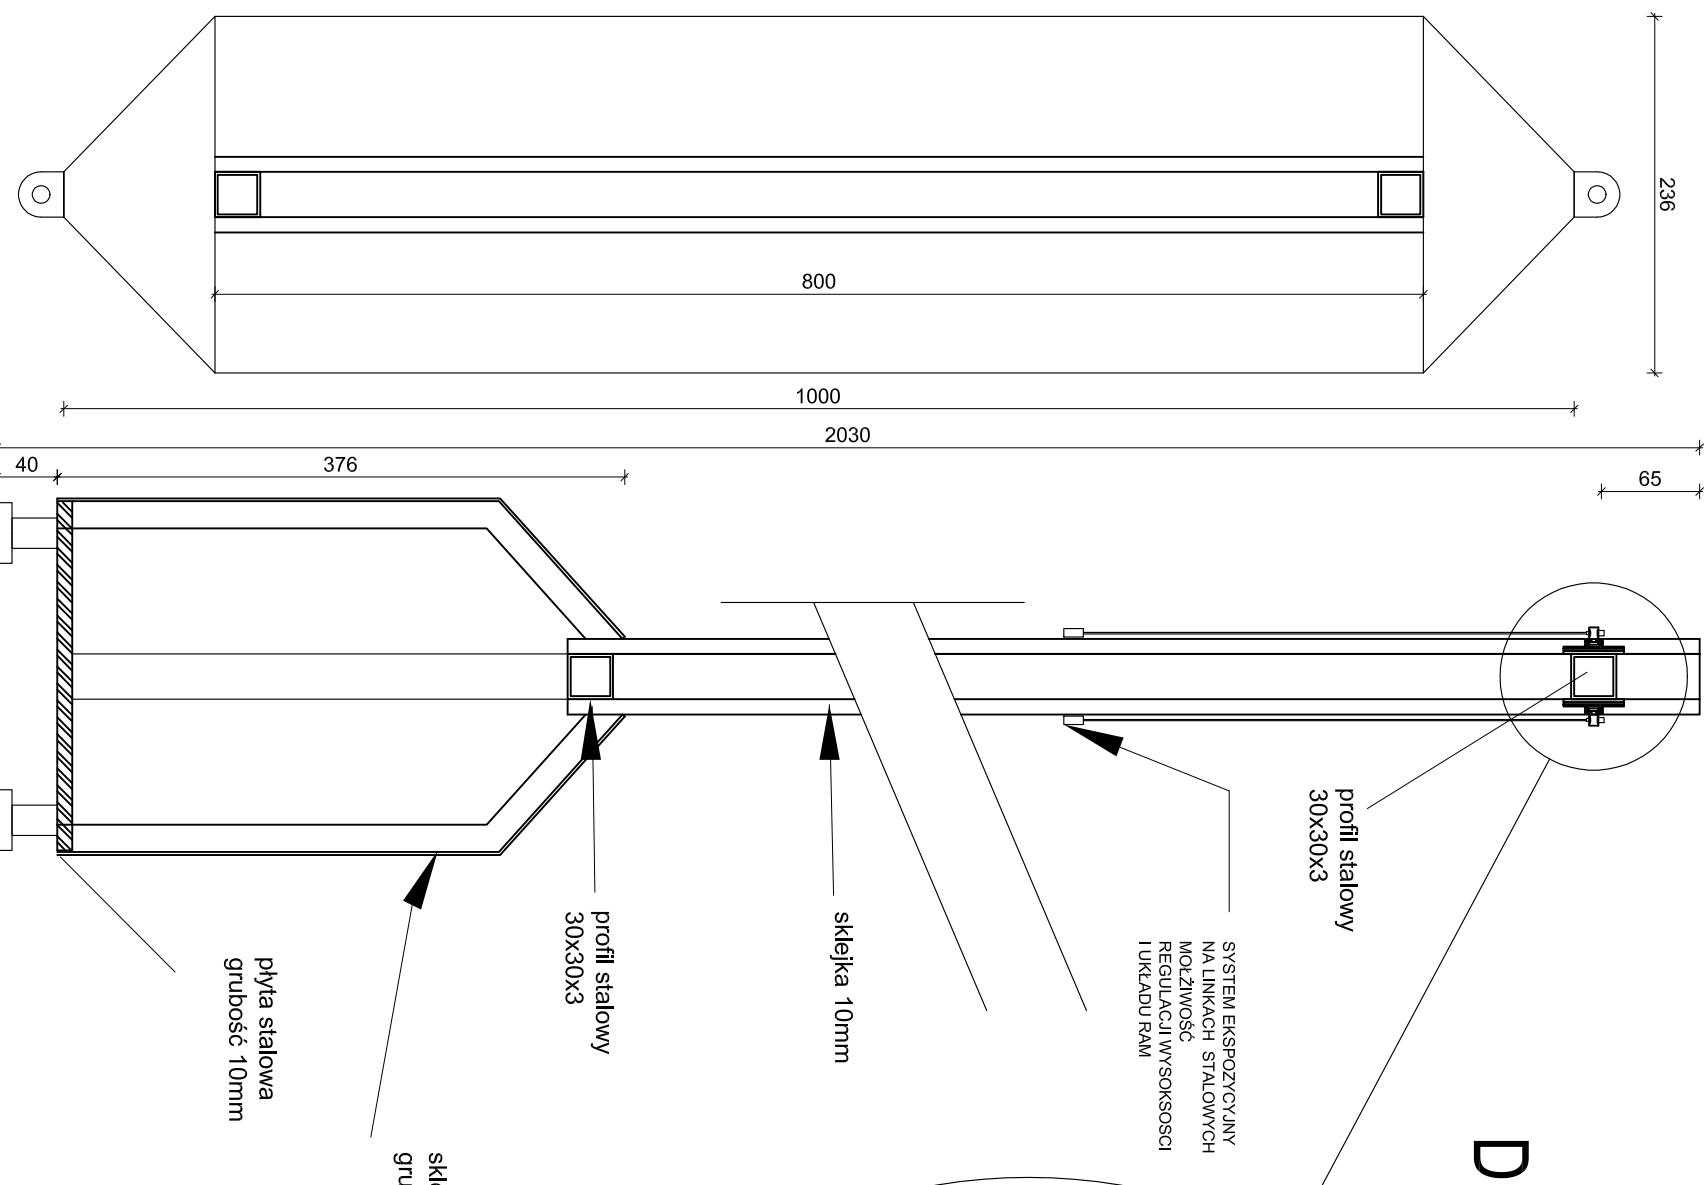 236
800
1000
2030
40
376
65
profil stalowy
30x30x3
SYSTEM EKSPOZYCYJNY
NA LINKACH STALOWYCH
MOŁŻIWOŚĆ
REGULACJI WYSOKSOSCI
I UKŁADU RAM
sklejka 10mm
profil stalowy
30x30x3
płyta stalowa
grubość 10mm
D